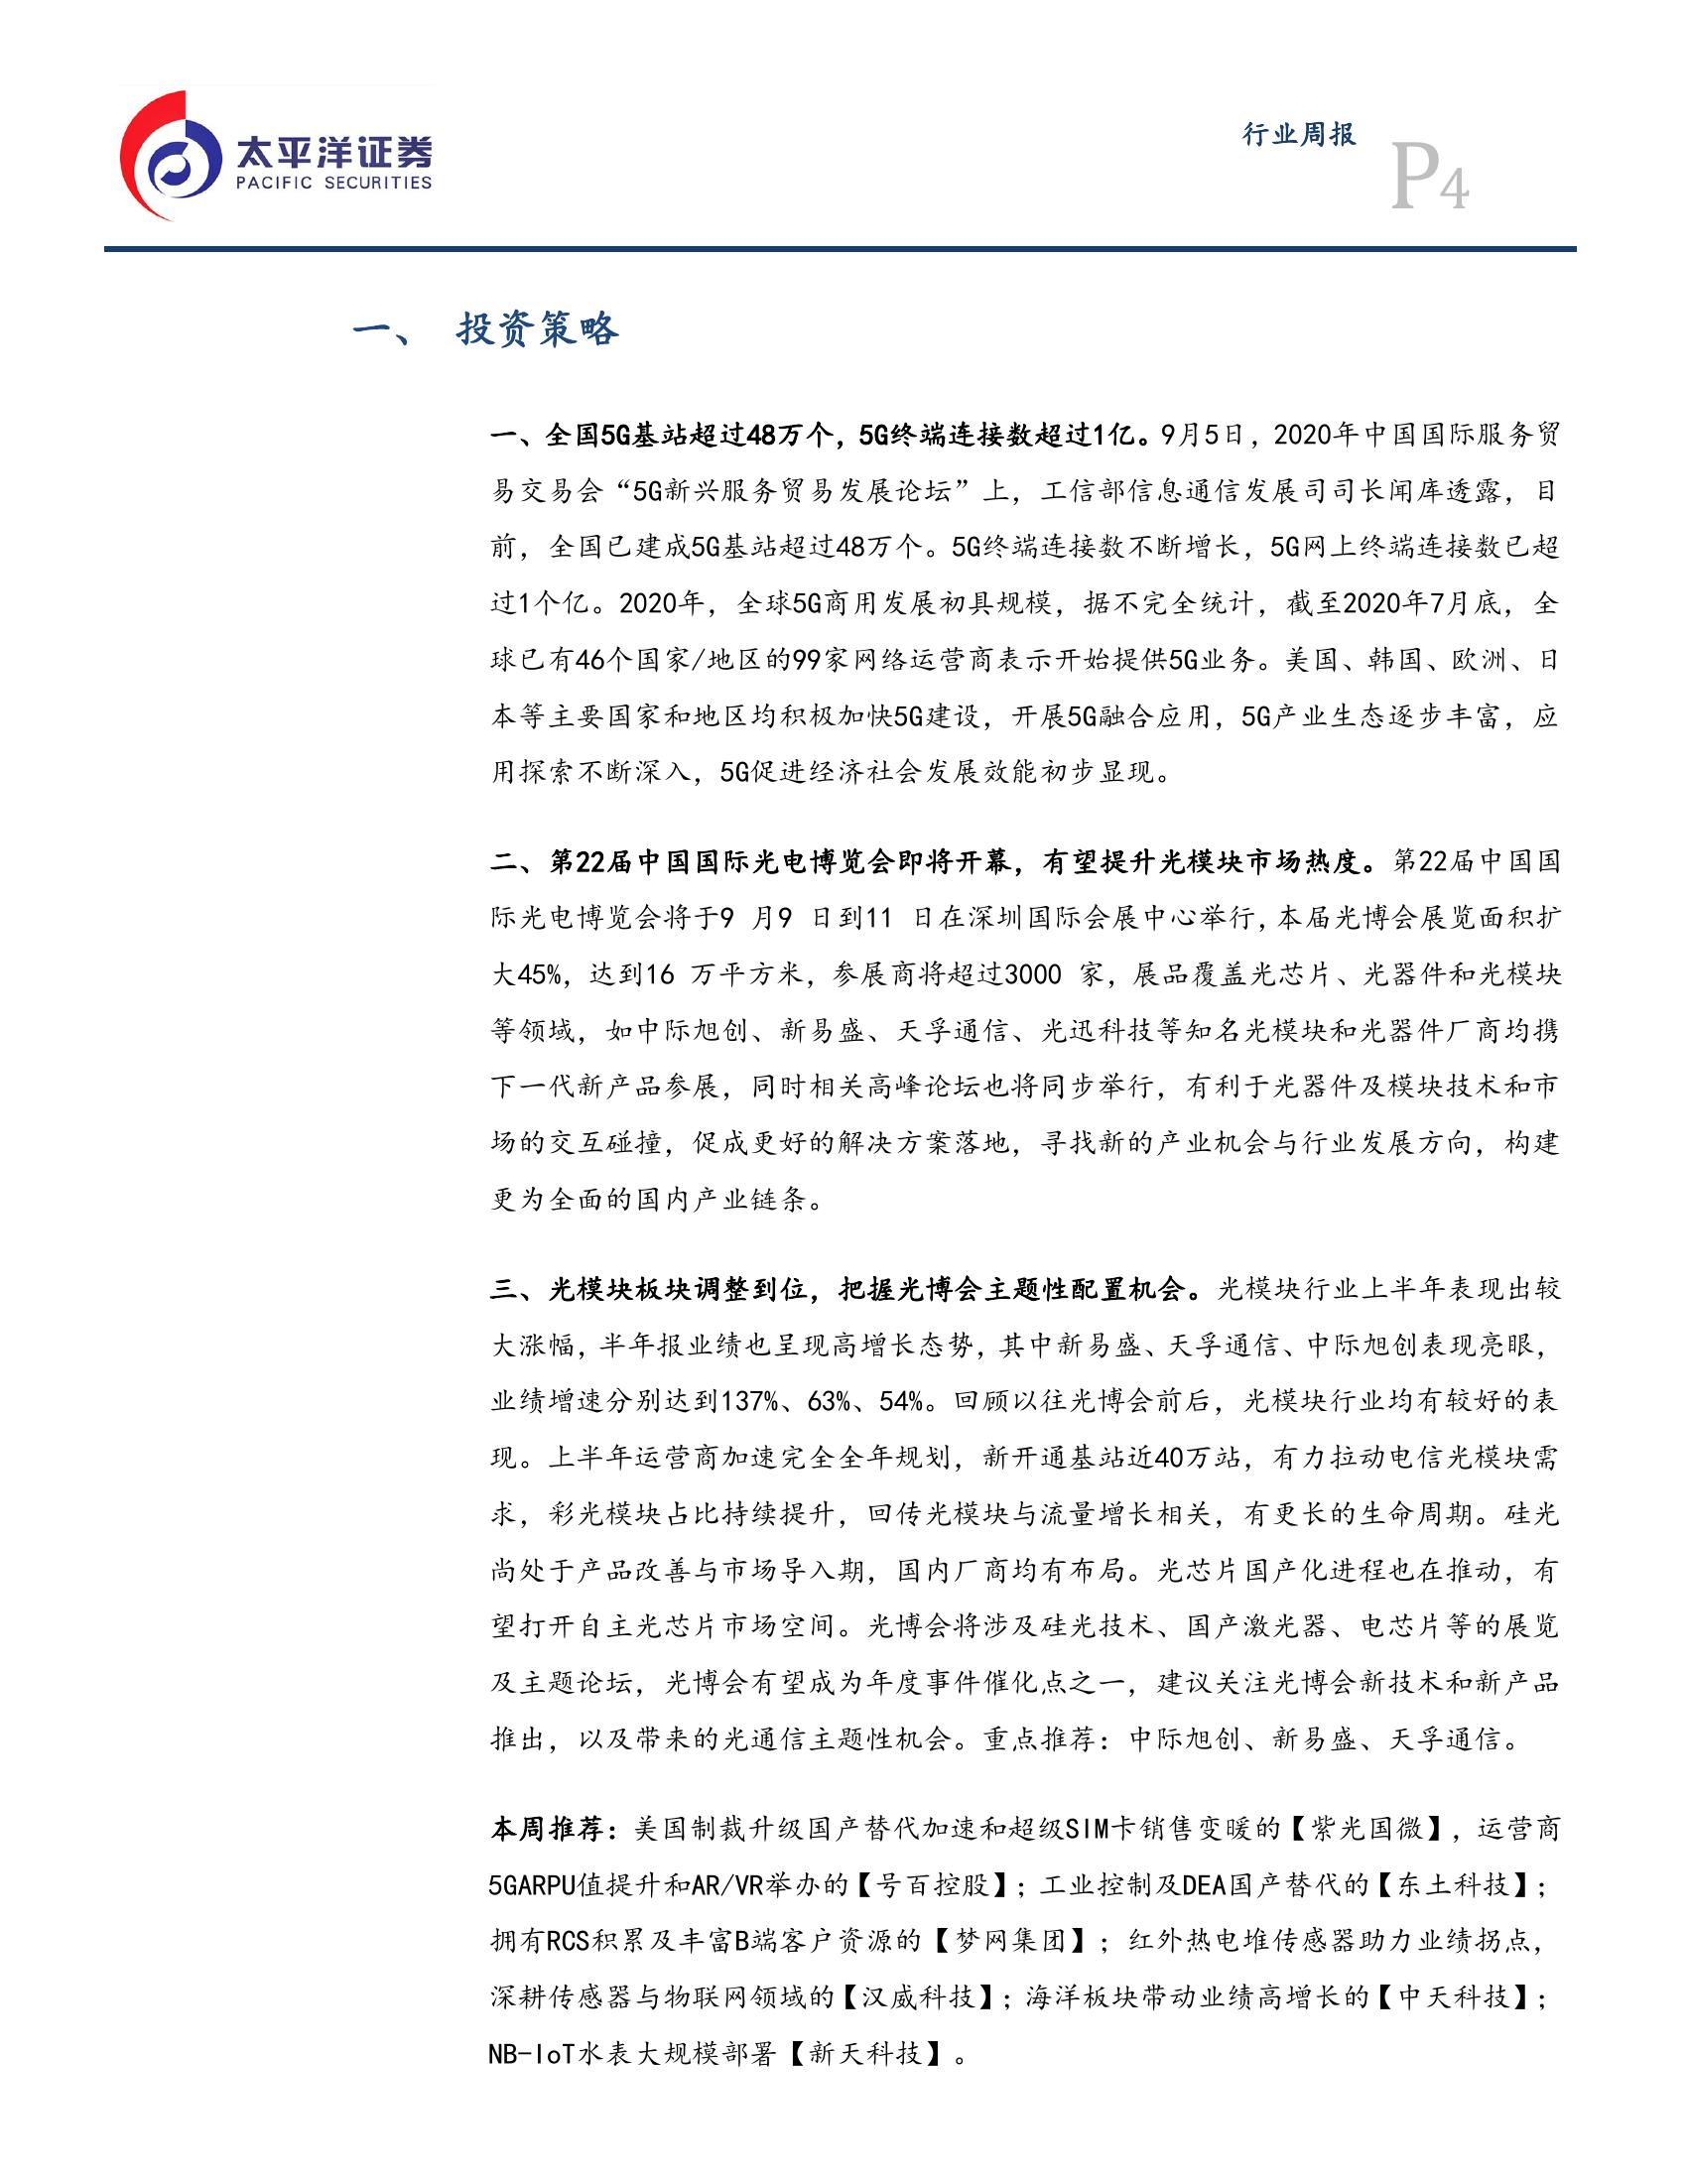 太平洋证券
PACIFIC SECURITIES
行业周报
P4
一、 投资策略
一、全国5G基站超过48万个，5G终端连接数超过1亿。9月5日，2020年中国国际服务贸
易交易会“5G新兴服务贸易发展论坛”上，工信部信息通信发展司司长闻库透露，目
前，全国已建成5G基站超过48万个。5G终端连接数不断增长，5G网上终端连接数已超
过1个亿。2020年，全球5G商用发展初具规模，据不完全统计，截至2020年7月底，全
球已有46个国家/地区的99家网络运营商表示开始提供5G业务。美国、韩国、欧洲、日
本等主要国家和地区均积极加快5G建设，开展5G融合应用，5G产业生态逐步丰富，应
用探索不断深入，5G促进经济社会发展效能初步显现。
二、第22届中国国际光电博览会即将开幕，有望提升光模块市场热度。第22届中国国
际光电博览会将于9 月9 日到11 日在深圳国际会展中心举行,本届光博会展览面积扩
大45%，达到16 万平方米，参展商将超过3000 家，展品覆盖光芯片、光器件和光模块
等领域，如中际旭创、新易盛、天孚通信、光迅科技等知名光模块和光器件厂商均携
下一代新产品参展，同时相关高峰论坛也将同步举行，有利于光器件及模块技术和市
场的交互碰撞，促成更好的解决方案落地，寻找新的产业机会与行业发展方向，构建
更为全面的国内产业链条。
三、光模块板块调整到位，把握光博会主题性配置机会。光模块行业上半年表现出较
大涨幅,半年报业绩也呈现高增长态势,其中新易盛、天孚通信、中际旭创表现亮眼，
业绩增速分别达到137%、63%、54%。回顾以往光博会前后，光模块行业均有较好的表
现。上半年运营商加速完全全年规划，新开通基站近40万站，有力拉动电信光模块需
求，彩光模块占比持续提升，回传光模块与流量增长相关，有更长的生命周期。硅光
尚处于产品改善与市场导入期，国内厂商均有布局。光芯片国产化进程也在推动，有
望打开自主光芯片市场空间。光博会将涉及硅光技术、国产激光器、电芯片等的展览
及主题论坛，光博会有望成为年度事件催化点之一，建议关注光博会新技术和新产品
推出，以及带来的光通信主题性机会。重点推荐：中际旭创、新易盛、天孚通信。
本周推荐：美国制裁升级国产替代加速和超级SIM卡销售变暖的【紫光国微】，运营商
5GARPU值提升和AR/VR举办的【号百控股】；工业控制及DEA国产替代的【东土科技】；
拥有RCS积累及丰富B端客户资源的【梦网集团】；红外热电堆传感器助力业绩拐点，
深耕传感器与物联网领域的【汉威科技】；海洋板块带动业绩高增长的【中天科技】；
NB-IoT水表大规模部署【新天科技】。